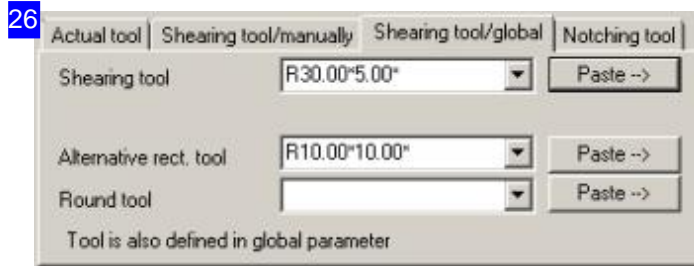 26
Actual tool Shearing tool/manually Shearing tool/global Notching tool
Shearing tool R30.00*5.00* Paste -->
Alternative rect. tool R10.00*10.00* Paste -->
Round tool Paste -->
Tool is also defined in global parameter